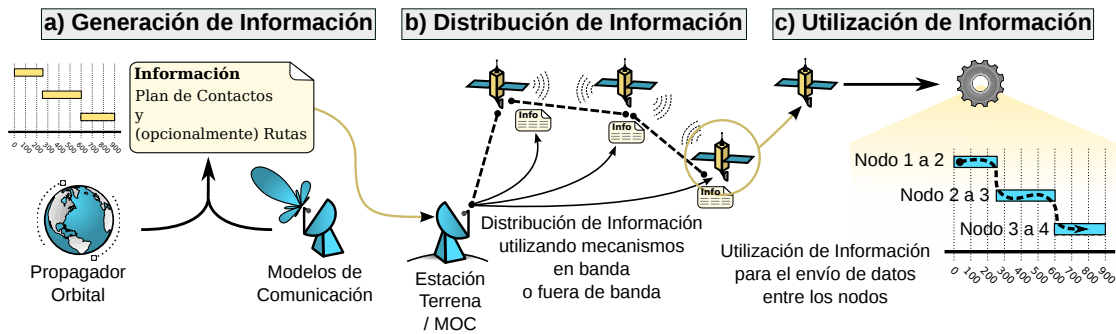 a) Generación de Información
b) Distribución de Información
c) Utilización de Información
Información
Plan de Contactos
y
(opcionalmente) Rutas
0 100 200 300 400 500 600 700 800 900
Propagador
Orbital
Modelos de
Comunicación
Info
Info
Info
Estación
Terrena
/ MOC
Distribución de Información
utilizando mecanismos
en banda
o fuera de banda
Nodo 1 a 2
Nodo 2 a 3
Nodo 3 a 4
0 100 200 300 400 500 600 700 800 900
Utilización de Información
para el envío de datos
entre los nodos